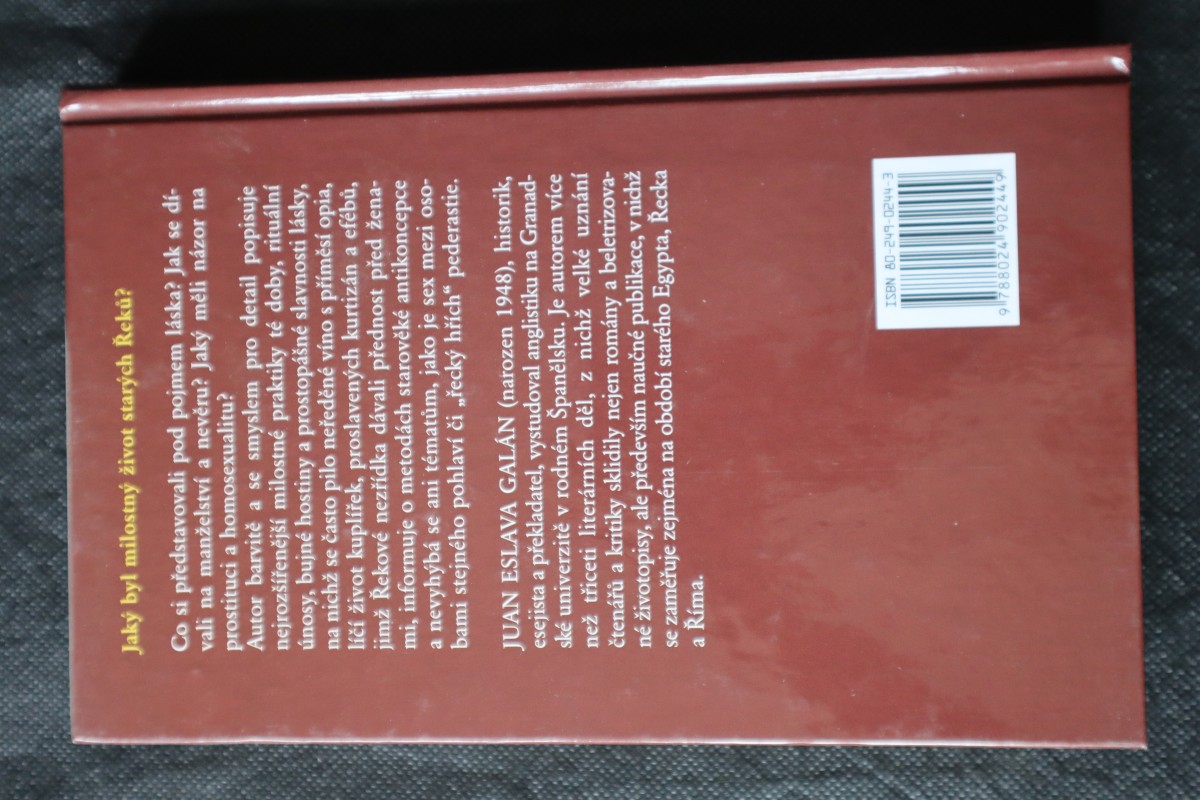 Jaký byl milostný život starých Řeků?
Co si představovali pod pojmem láska? Jak se dí-
vali na manželství a nevěru? Jaký měli názor na
prostituci a homosexualitu?
Autor barvitě a se smyslem pro detail popisuje
nejrozšířenější milostné praktiky té doby, rituální
únosy, bujné hostiny a prostopášné slavnosti lásky,
na nichž se často pilo neředěné víno s příměsí opia,
líčí život kuplířek, proslavených kurtizán a efébů,
jimž Řekové nezřídka dávali přednost před žena-
mi, informuje o metodách starověké antikoncepce
a nevyhýbá se ani tématům, jako je sex mezi oso-
bami stejného pohlaví či „řecký hřích“ pederastie.
JUAN ESLAVA GALÁN (narozen 1948), historik,
esejista a překladatel, vystudoval anglistiku na Granad-
ské univerzitě v rodném Španělsku. Je autorem více
než třiceti literárních děl, z nichž velké uznání
čtenářů a kritiky sklidily nejen romány a beletrizova-
né životopisy, ale především naučné publikace, v nichž
se zaměřuje zejména na období starého Egypta, Řecka
a Říma.
ISBN 80-249-0244-3
9 788024 902449